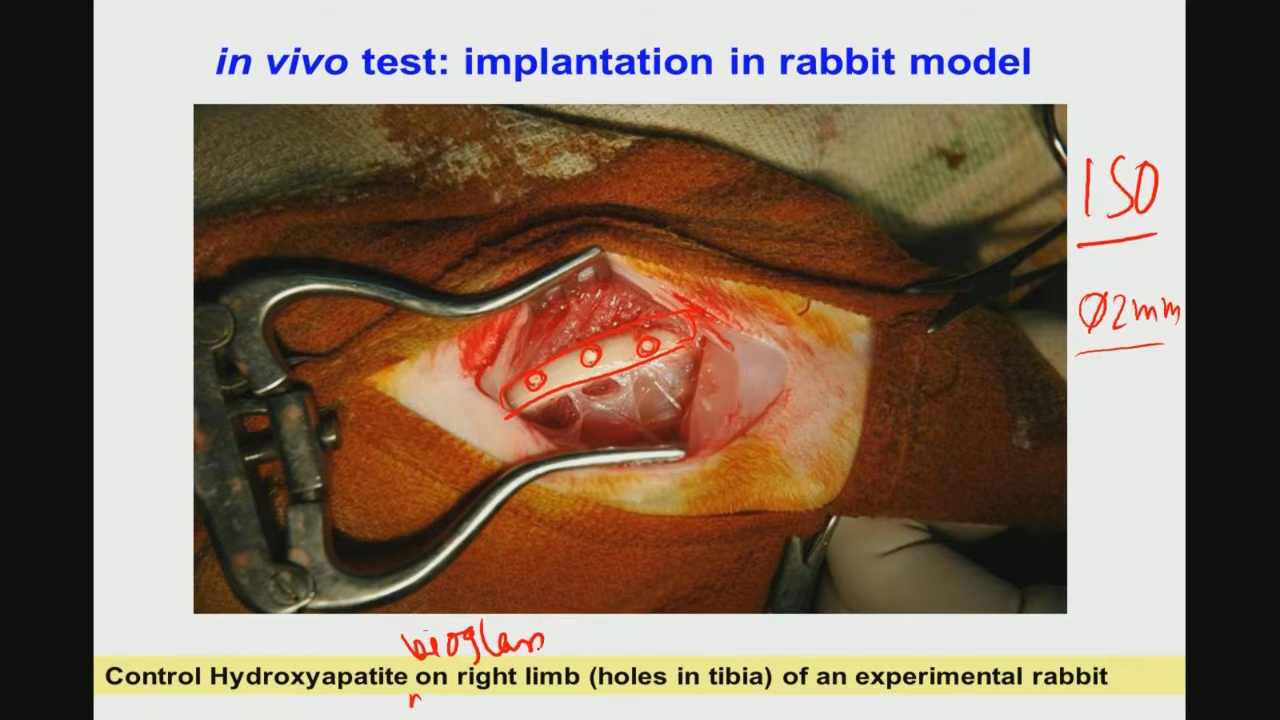 in vivo test: implantation in rabbit model
ISO
Ø2mm
bioglass
Control Hydroxyapatite on right limb (holes in tibia) of an experimental rabbit